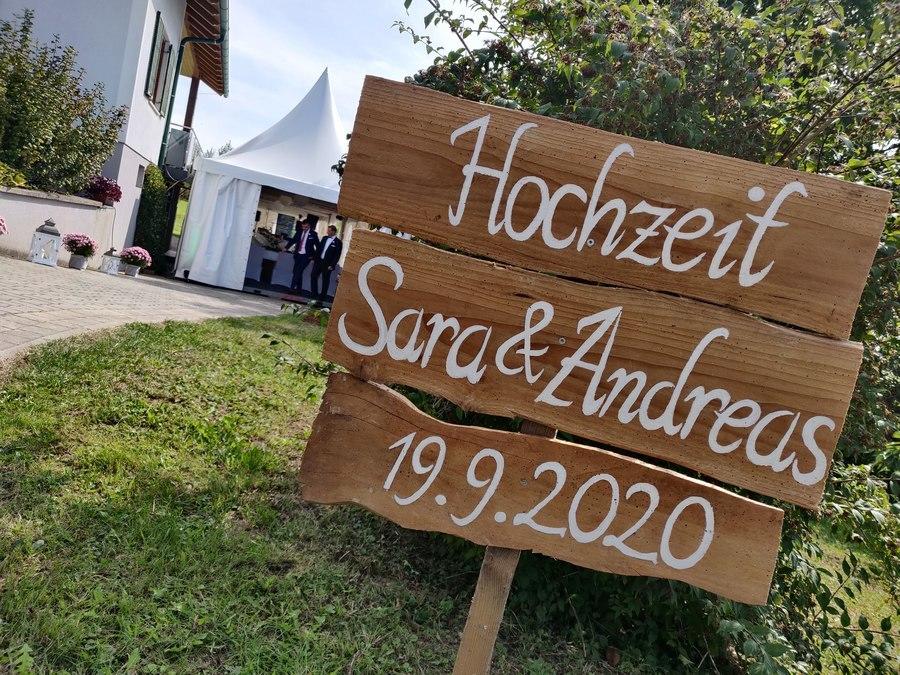 Hochzeit
Sara & Andreas
19.9.2020